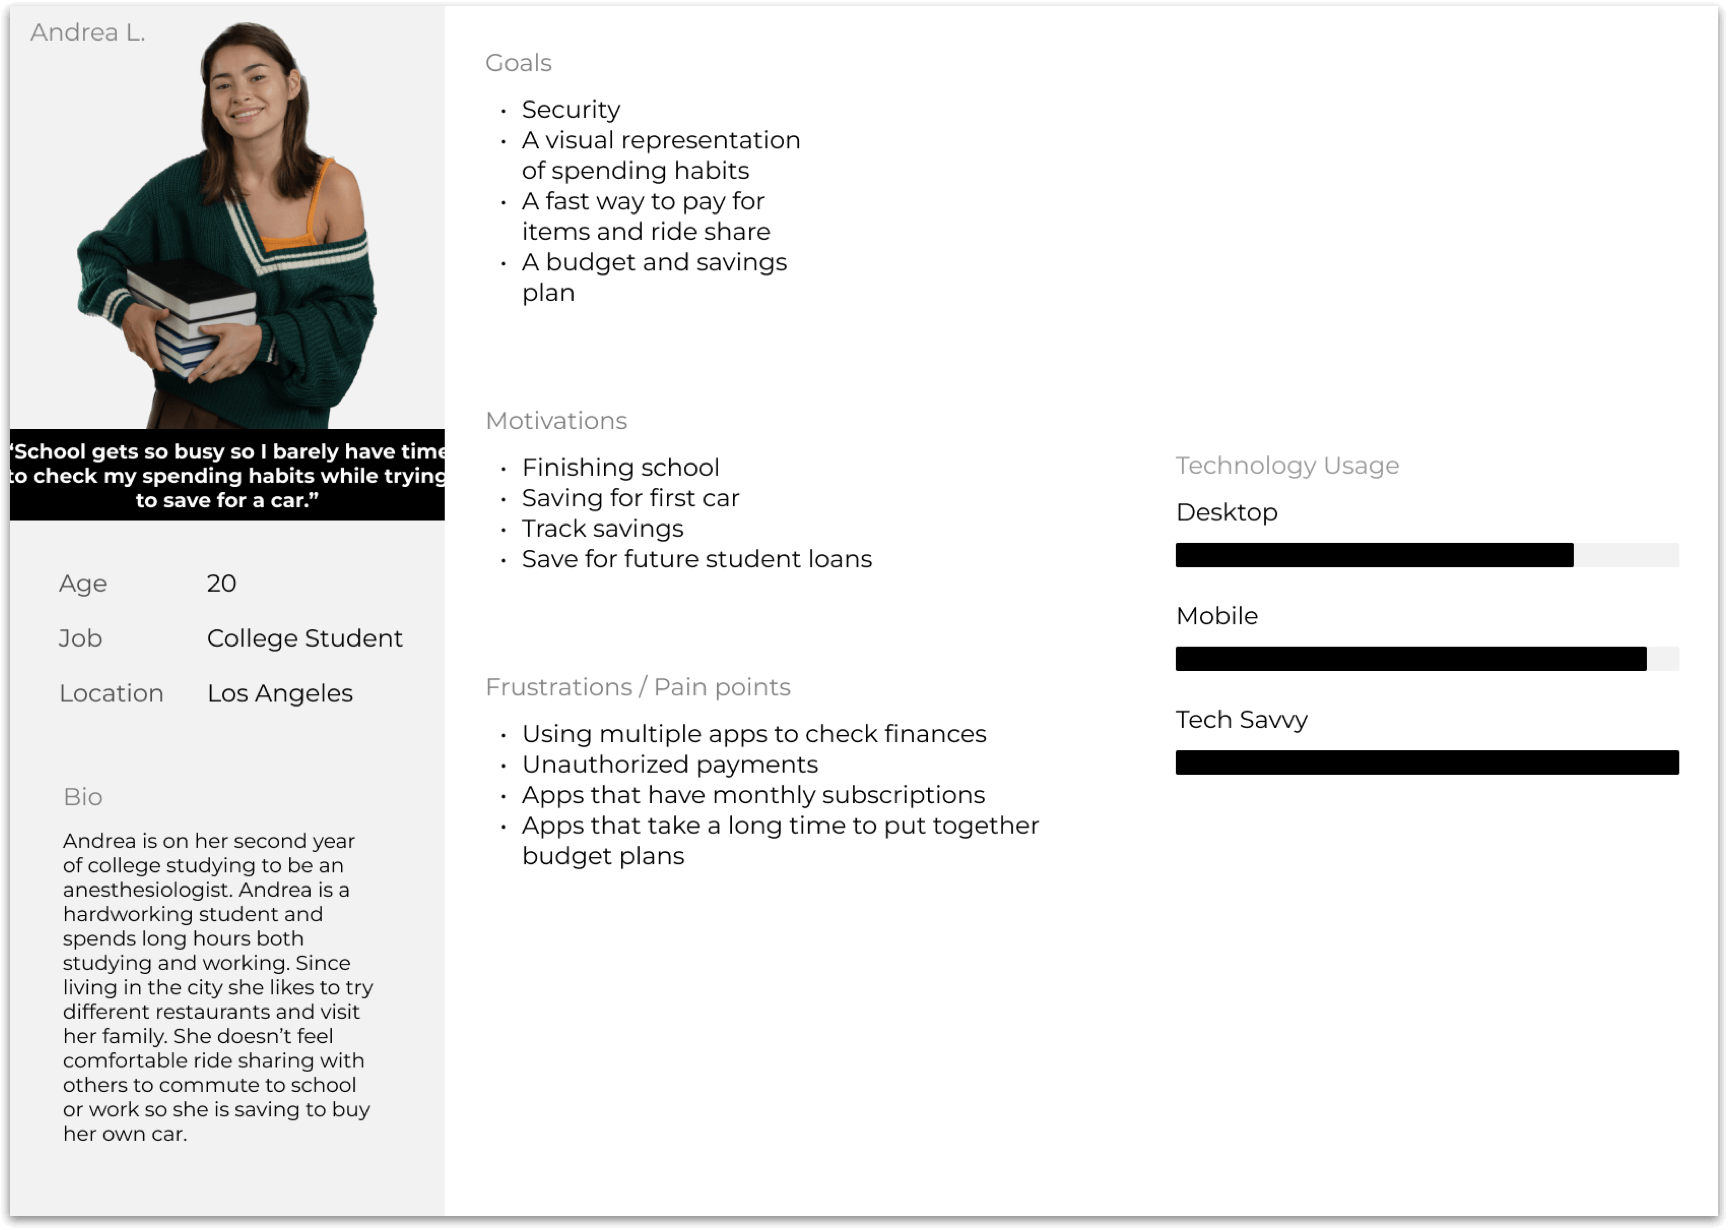 Andrea L.
“School gets so busy so I barely have time
to check my spending habits while trying
to save for a car.”
Age 20
Job College Student
Location Los Angeles
Bio
Andrea is on her second year
of college studying to be an
anesthesiologist. Andrea is a
hardworking student and
spends long hours both
studying and working. Since
living in the city she likes to try
different restaurants and visit
her family. She doesn’t feel
comfortable ride sharing with
others to commute to school
or work so she is saving to buy
her own car.
Goals
• Security
• A visual representation
of spending habits
• A fast way to pay for
items and ride share
• A budget and savings
plan
Motivations
• Finishing school
• Saving for first car
• Track savings
• Save for future student loans
Frustrations / Pain points
• Using multiple apps to check finances
• Unauthorized payments
• Apps that have monthly subscriptions
• Apps that take a long time to put together
budget plans
Technology Usage
Desktop
Mobile
Tech Savvy